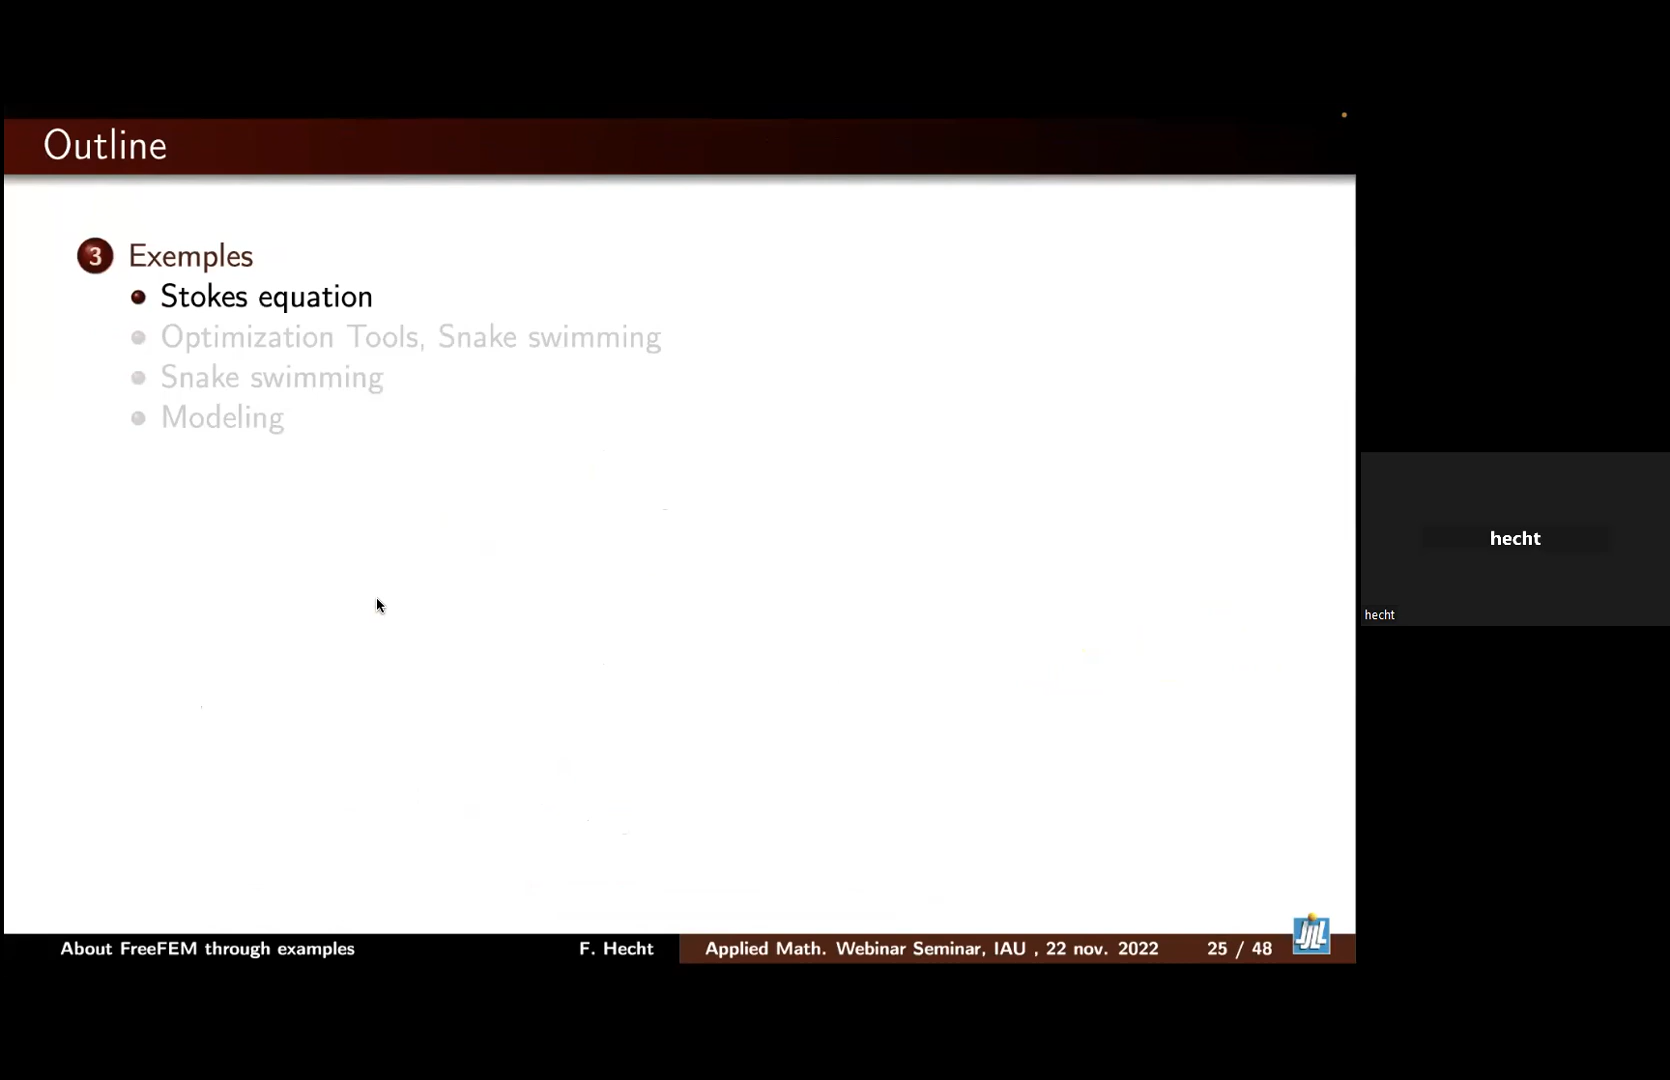 Outline
3 Exemples
Stokes equation
Optimization Tools, Snake swimming
Snake swimming
Modeling
hecht
hecht
About FreeFEM through examples F. Hecht Applied Math. Webinar Seminar, IAU , 22 nov. 2022 25 / 48